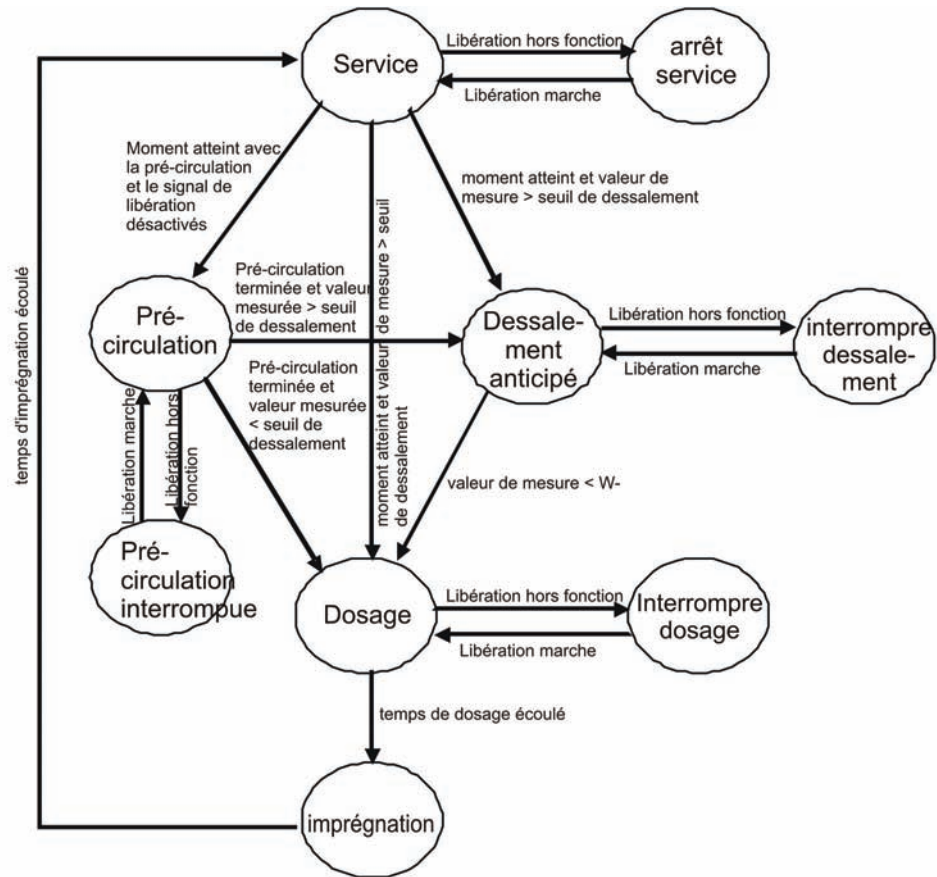 Service
Libération hors fonction
Libération marche
arrêt
service
Moment atteint avec
la pré-circulation
et le signal de
libération
désactivés
moment atteint et valeur de
mesure > seuil de dessalement
moment atteint et valeur de mesure > seuil
de dessalement
temps d'imprégnation écoulé
Pré-circulation
terminée et valeur
mesurée > seuil
de dessalement
Pré-
circulation
Dessale-
ment
anticipé
Libération hors fonction
Libération marche
interrompre
dessale-
ment
Pré-circulation
terminée et
valeur mesurée
< seuil de
dessalement
Libération marche
Libération hors
fonction
valeur de mesure < W-
Pré-
circulation
interrompue
Dosage
Libération hors fonction
Libération marche
Interrompre
dosage
temps de dosage écoulé
imprégnation